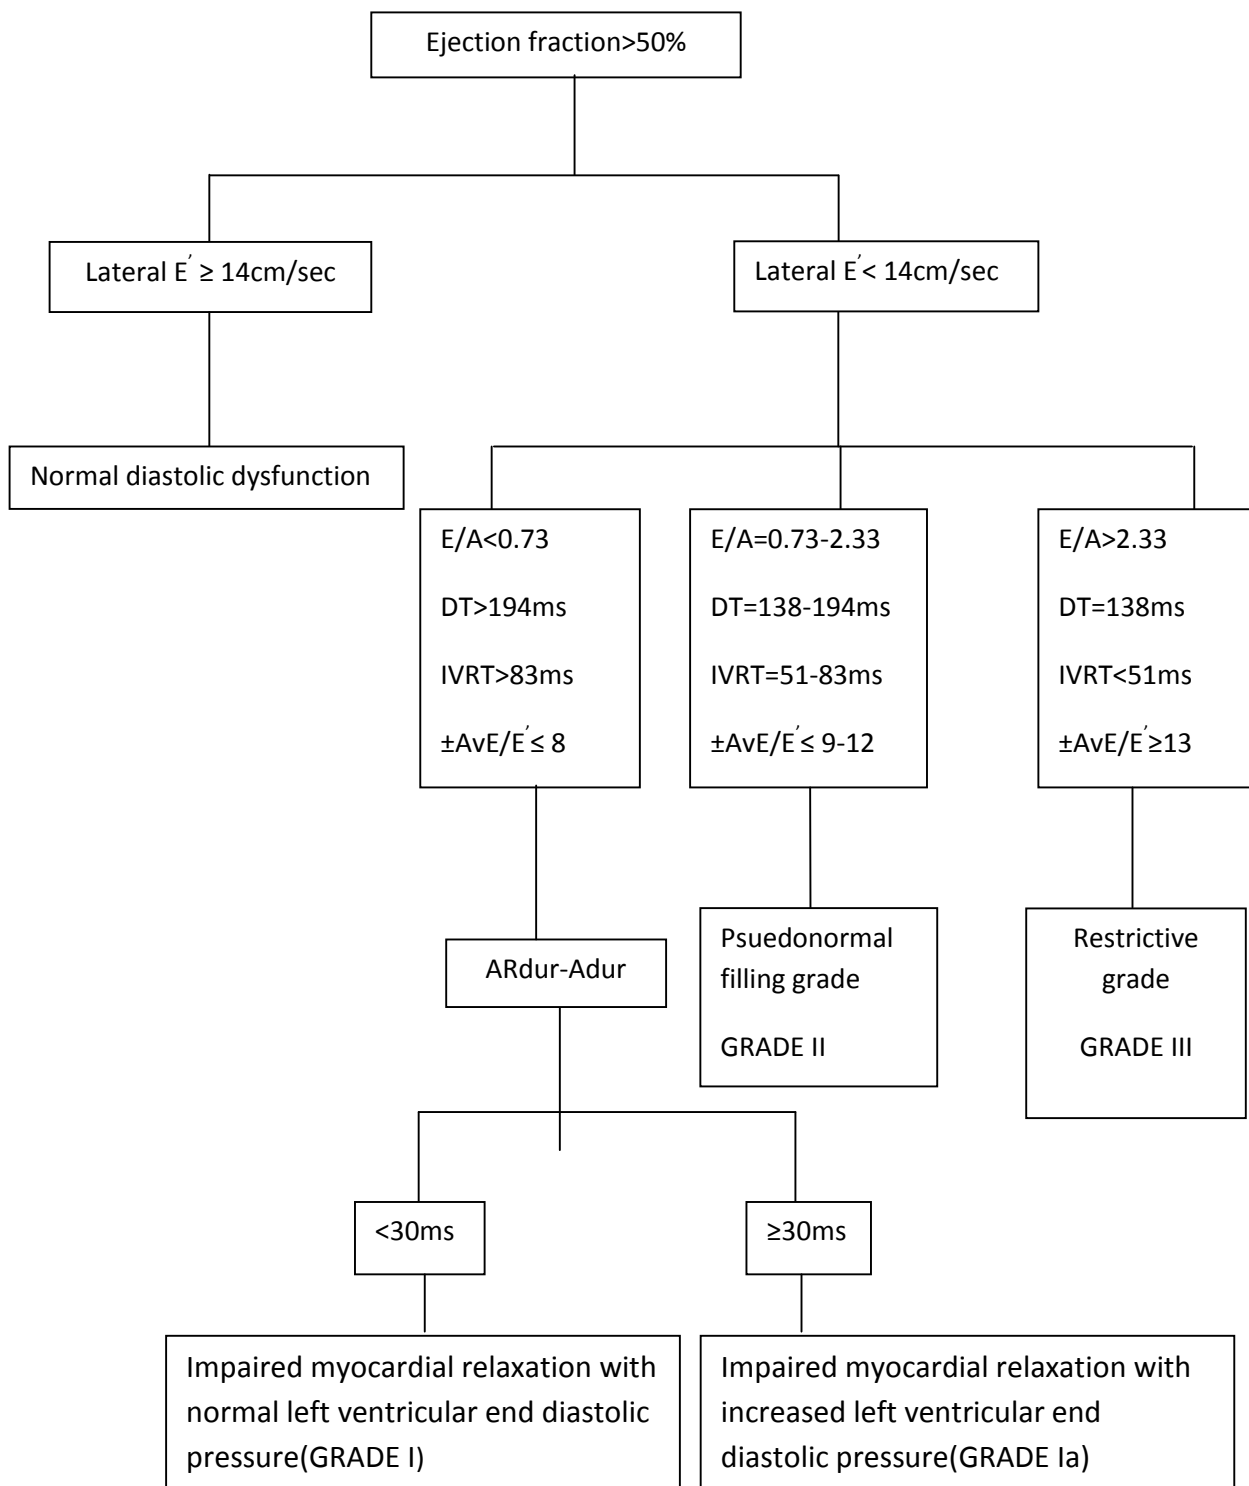 Ejection fraction>50%
Lateral E′ ≥ 14cm/sec
Lateral E′< 14cm/sec
Normal diastolic dysfunction
E/A<0.73
DT>194ms
IVRT>83ms
±AvE/E′≤ 8
E/A=0.73-2.33
DT=138-194ms
IVRT=51-83ms
±AvE/E′≤ 9-12
E/A>2.33
DT=138ms
IVRT<51ms
±AvE/E′≥13
ARdur-Adur
Psuedonormal
filling grade
GRADE II
Restrictive
grade
GRADE III
<30ms
≥30ms
Impaired myocardial relaxation with
normal left ventricular end diastolic
pressure(GRADE I)
Impaired myocardial relaxation with
increased left ventricular end
diastolic pressure(GRADE Ia)